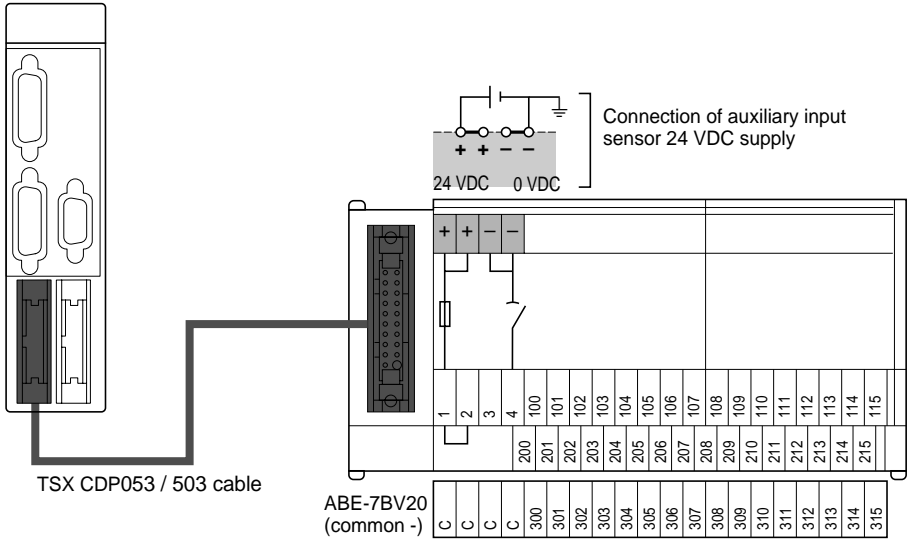 Connection of auxiliary input
sensor 24 VDC supply
+ + − −
24 VDC 0 VDC
+ + − −
1 2 3 4 100 101 102 103 104 105 106 107 108 109 110 111 112 113 114 115
200 201 202 203 204 205 206 207 208 209 210 211 212 213 214 215
TSX CDP053 / 503 cable
ABE-7BV20
(common -)
C C C C 300 301 302 303 304 305 306 307 308 309 310 311 312 313 314 315